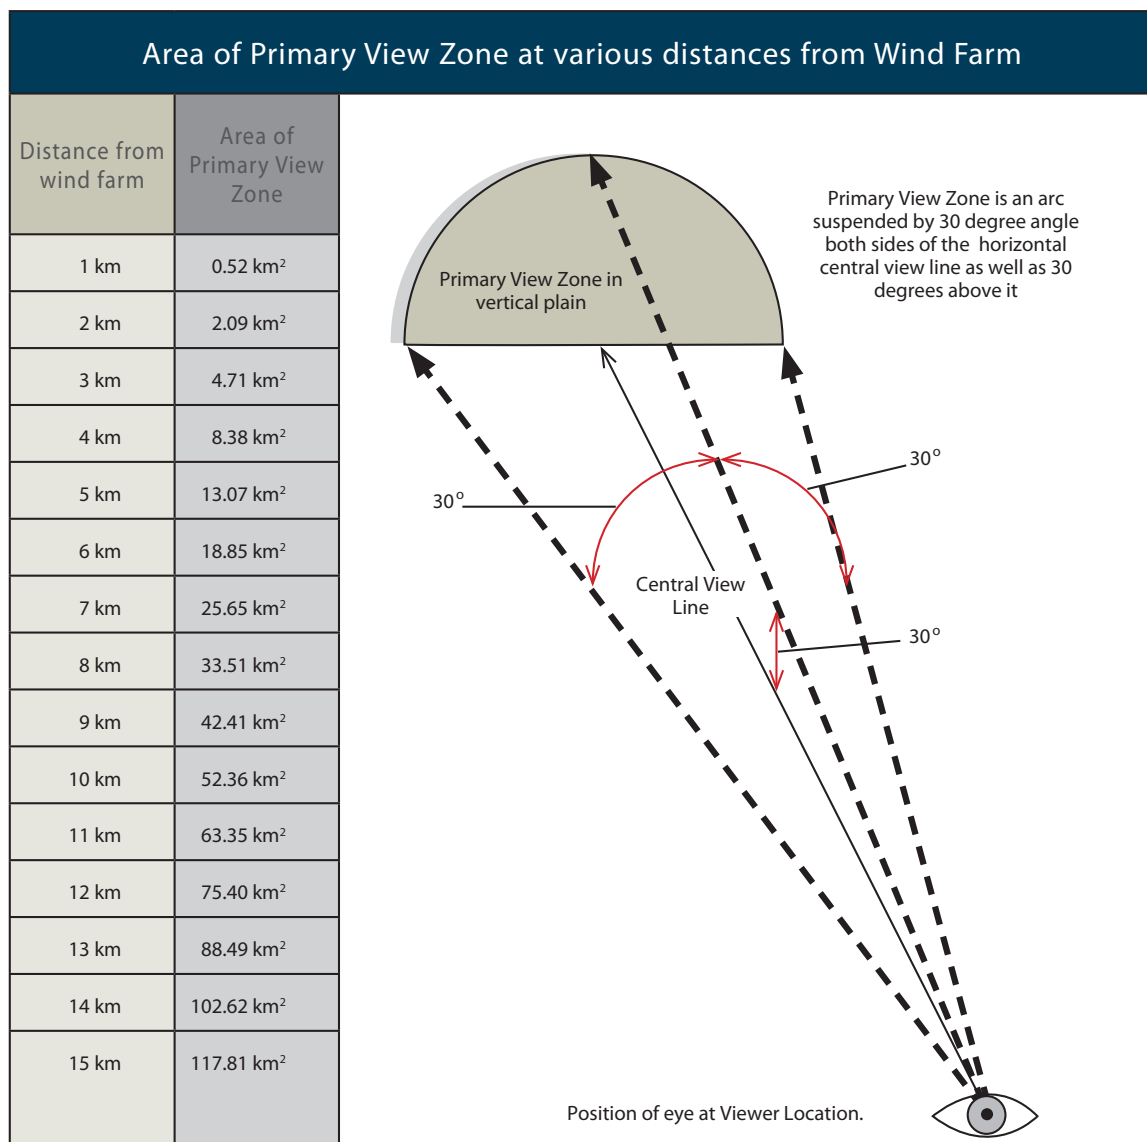 Area of Primary View Zone at various distances from Wind Farm
Distance from
wind farm
Area of
Primary View
Zone
1 km 0.52 km²
2 km 2.09 km²
3 km 4.71 km²
4 km 8.38 km²
5 km 13.07 km²
6 km 18.85 km²
7 km 25.65 km²
8 km 33.51 km²
9 km 42.41 km²
10 km 52.36 km²
11 km 63.35 km²
12 km 75.40 km²
13 km 88.49 km²
14 km 102.62 km²
15 km 117.81 km²
Primary View Zone is an arc
suspended by 30 degree angle
both sides of the horizontal
central view line as well as 30
degrees above it
Primary View Zone in
vertical plain
30°
30°
Central View
Line
30°
Position of eye at Viewer Location.